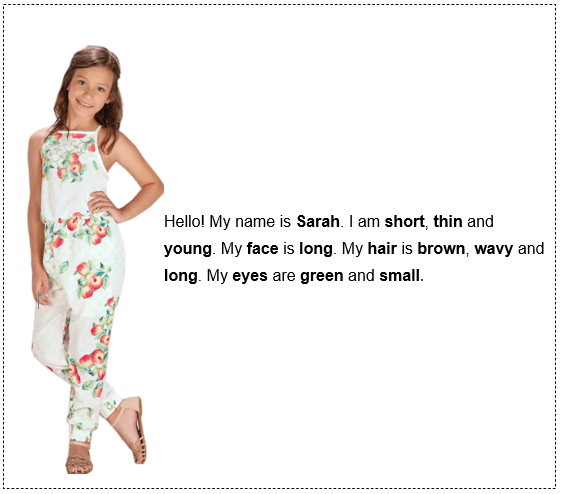 Hello! My name is Sarah. I am short, thin and
young. My face is long. My hair is brown, wavy and
long. My eyes are green and small.